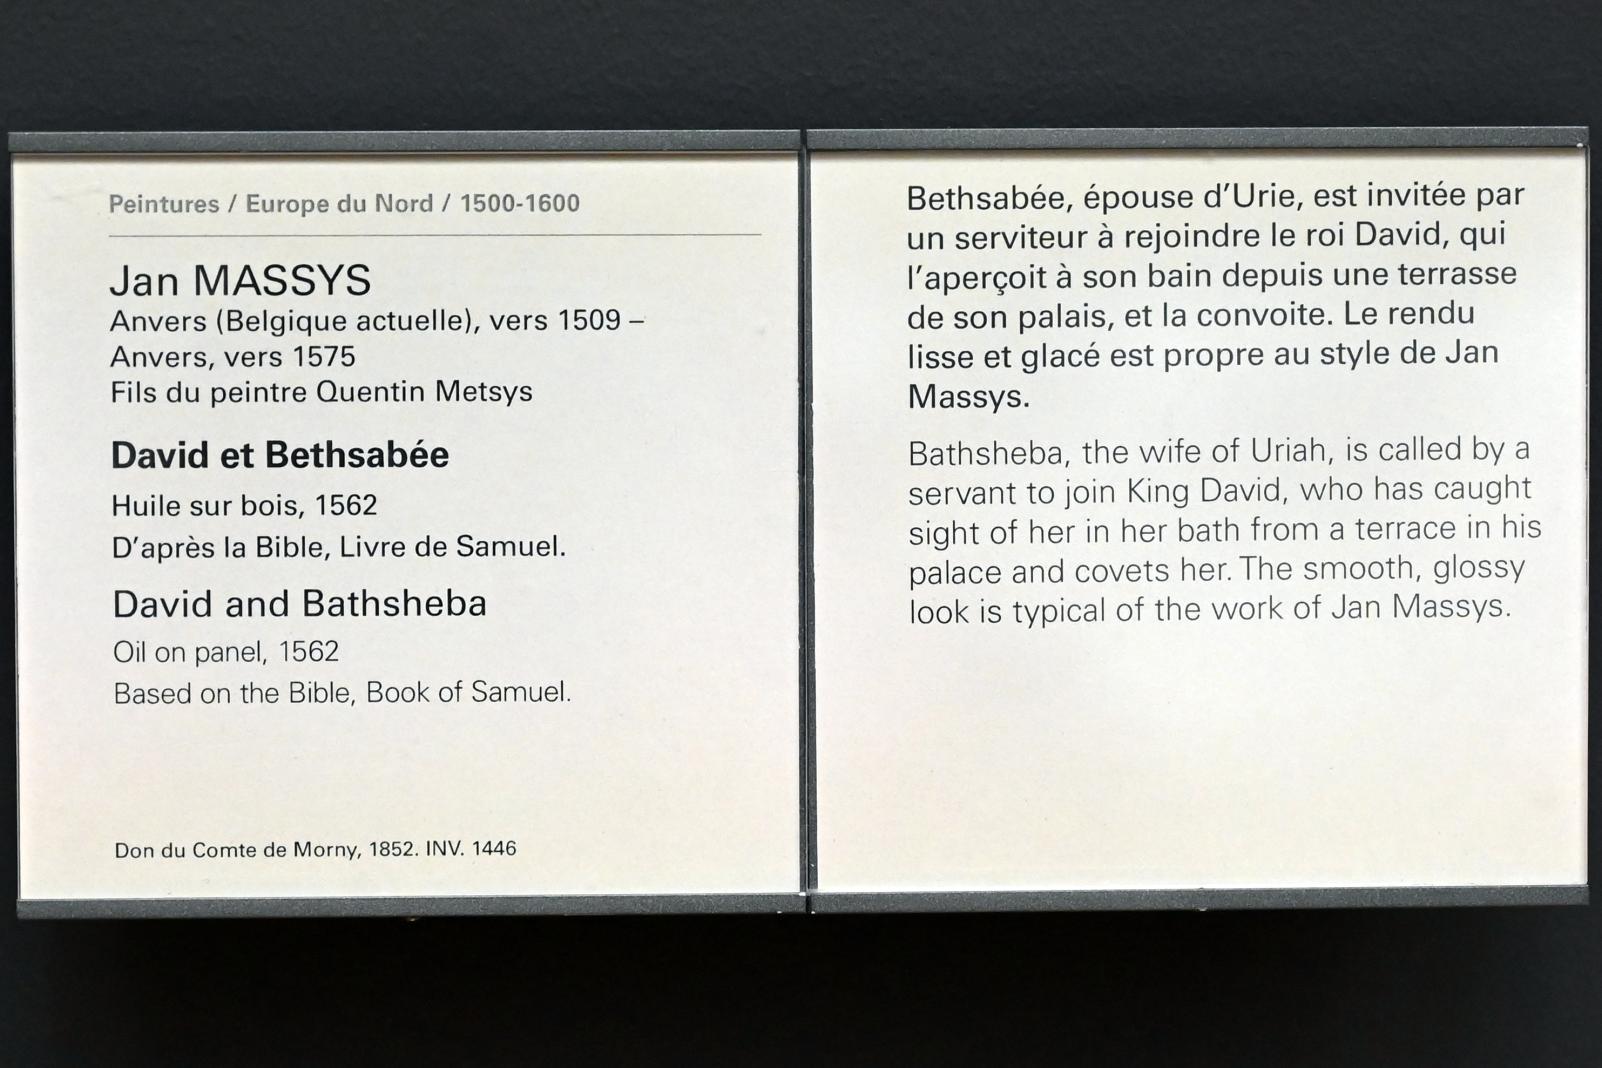 Peintures / Europe du Nord / 1500-1600
Jan MASSYS
Anvers (Belgique actuelle), vers 1509 –
Anvers, vers 1575
Fils du peintre Quentin Metsys
David et Bethsabée
Huile sur bois, 1562
D'après la Bible, Livre de Samuel.
David and Bathsheba
Oil on panel, 1562
Based on the Bible, Book of Samuel.
Don du Comte de Morny, 1852. INV. 1446
Bethsabée, épouse d'Urie, est invitée par
un serviteur à rejoindre le roi David, qui
l'aperçoit à son bain depuis une terrasse
de son palais, et la convoite. Le rendu
lisse et glacé est propre au style de Jan
Massys.
Bathsheba, the wife of Uriah, is called by a
servant to join King David, who has caught
sight of her in her bath from a terrace in his
palace and covets her. The smooth, glossy
look is typical of the work of Jan Massys.